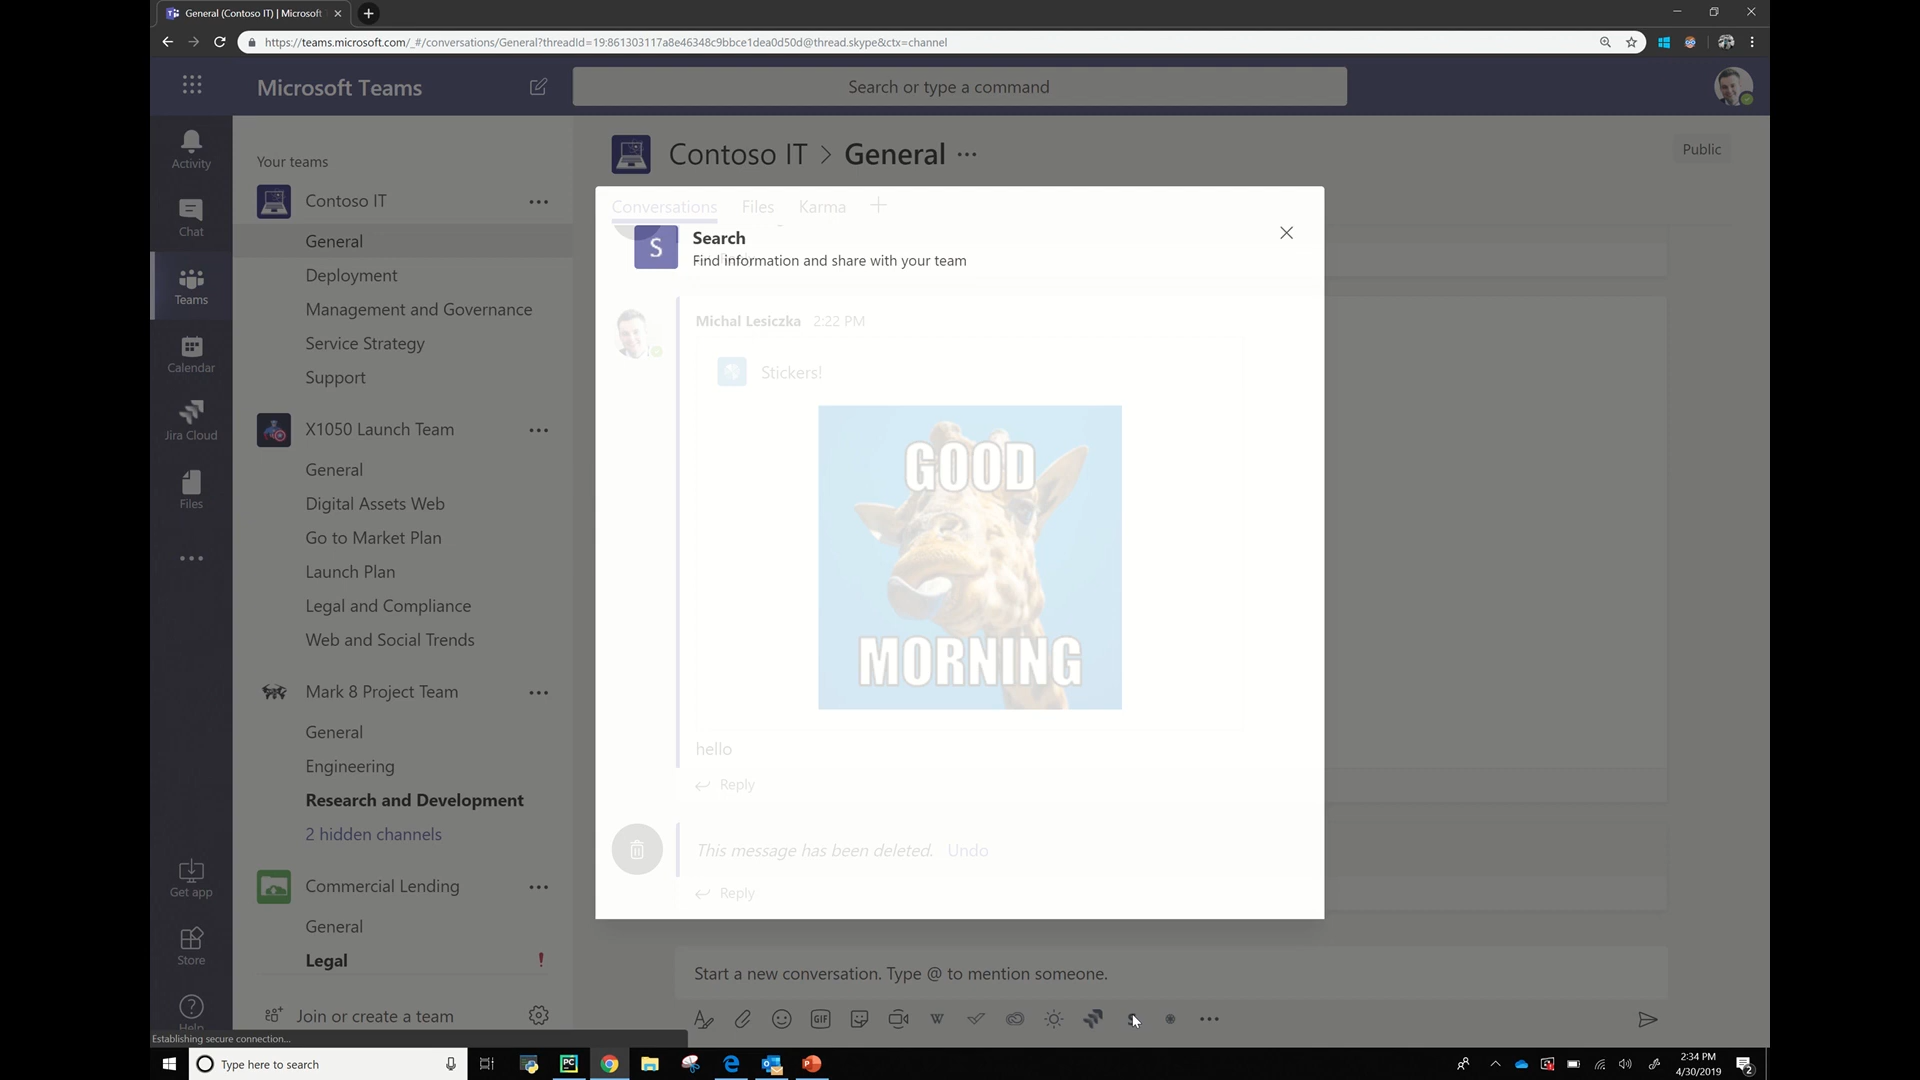 General (Contoso IT) | Microsoft
https://teams.microsoft.com/_#/conversations/General?threadId=19:861303117a8e46348c9bbce1dea0d50d@thread.skype&ctx=channel
Microsoft Teams
Search or type a command
Activity
Chat
Teams
Calendar
Jira Cloud
Files
Get app
Store
Help
Your teams
Contoso IT
General
Deployment
Management and Governance
Service Strategy
Support
X1050 Launch Team
General
Digital Assets Web
Go to Market Plan
Launch Plan
Legal and Compliance
Web and Social Trends
Mark 8 Project Team
General
Engineering
Research and Development
2 hidden channels
Commercial Lending
General
Legal
!
Join or create a team
Contoso IT > General
Public
Conversations Files Karma
S
Search
Find information and share with your team
Michal Lesiczka 2:22 PM
Stickers!
GOOD
MORNING
hello
Reply
This message has been deleted. Undo
Reply
Start a new conversation. Type @ to mention someone.
GIF
Establishing secure connection...
Type here to search
2:34 PM
4/30/2019
2